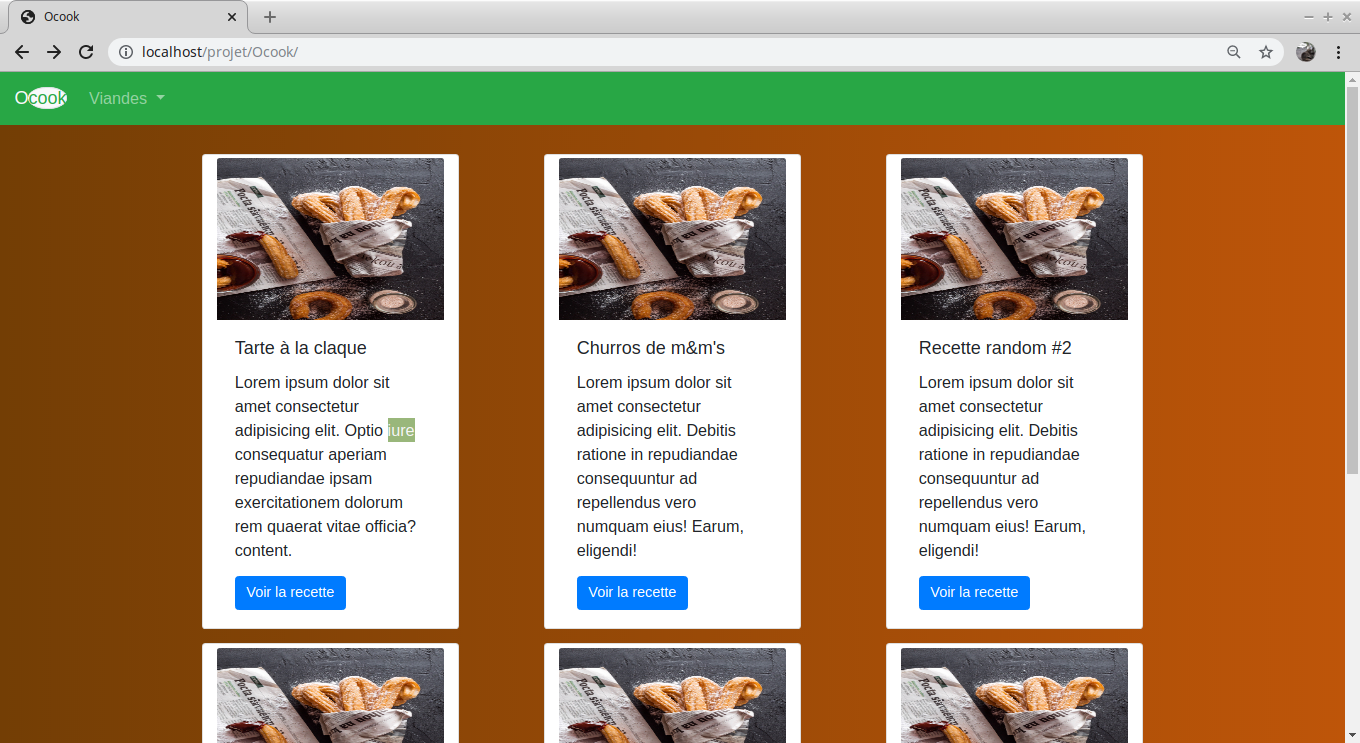 Ocook
localhost/projet/Ocook/
Ocook
Viandes
Tarte à la claque
Lorem ipsum dolor sit
amet consectetur
adipisicing elit. Optio iure
consequatur aperiam
repudiandae ipsam
exercitationem dolorum
rem quaerat vitae officia?
content.
Voir la recette
Churros de m&m's
Lorem ipsum dolor sit
amet consectetur
adipisicing elit. Debitis
ratione in repudiandae
consequuntur ad
repellendus vero
numquam eius! Earum,
eligendi!
Voir la recette
Recette random #2
Lorem ipsum dolor sit
amet consectetur
adipisicing elit. Debitis
ratione in repudiandae
consequuntur ad
repellendus vero
numquam eius! Earum,
eligendi!
Voir la recette